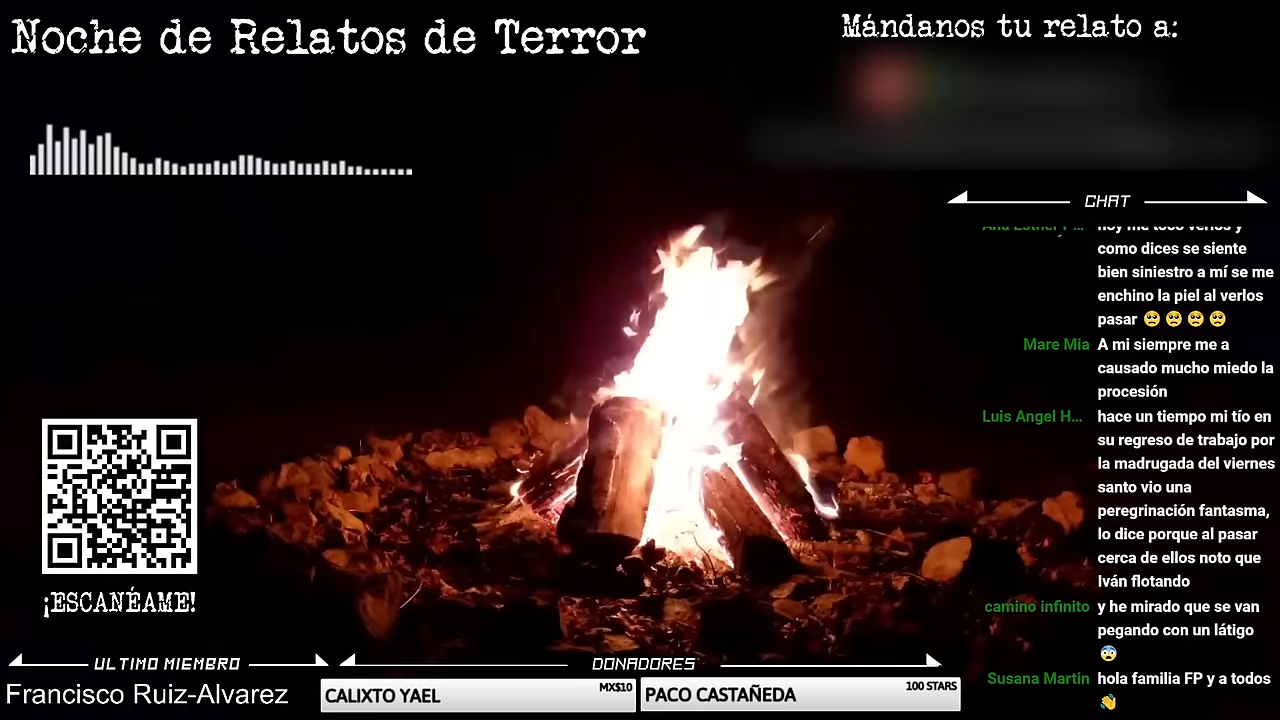 Noche de Relatos de Terror
Mándanos tu relato a:
CHAT
como dices se siente
bien siniestro a mí se me
enchino la piel al verlos
pasar 🥺 🥺 🥺 🥺
Mare Mia A mi siempre me a
causado mucho miedo la
procesión
Luis Angel H... hace un tiempo mi tío en
su regreso de trabajo por
la madrugada del viernes
santo vio una
peregrinación fantasma,
lo dice porque al pasar
cerca de ellos noto que
Iván flotando
camino infinito y he mirado que se van
pegando con un látigo
😨
Susana Martin hola familia FP y a todos
👏
¡ESCANÉAME!
ULTIMO MIEMBRO
Francisco Ruiz-Alvarez
DONADORES
CALIXTO YAEL MX$10
PACO CASTAÑEDA 100 STARS